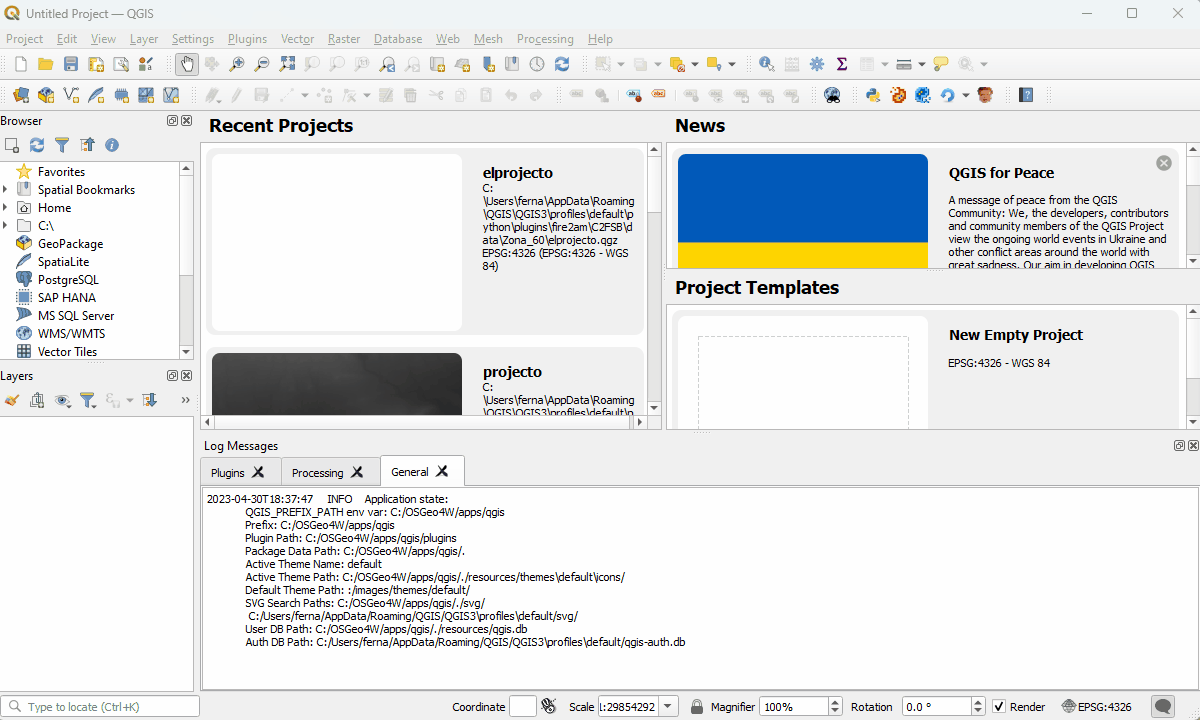 Untitled Project — QGIS
Project Edit View Layer Settings Plugins Vector Raster Database Web Mesh Processing Help
Browser
Favorites
Spatial Bookmarks
Home
C:\
GeoPackage
SpatiaLite
PostgreSQL
SAP HANA
MS SQL Server
WMS/WMTS
Vector Tiles
Layers
Recent Projects
elprojecto
C:
\Users\ferna\AppData\Roaming
\QGIS\QGIS3\profiles\default\p
ython\plugins\fire2am\C2FSB\d
ata\Zona_60\elprojecto.qgz
EPSG:4326 (EPSG:4326 - WGS
84)
projecto
C:
\Users\ferna\AppData\Roaming
\QGIS\QGIS3\profiles\default\p
News
QGIS for Peace
A message of peace from the QGIS
Community: We, the developers, contributors
and community members of the QGIS Project
view the ongoing world events in Ukraine and
other conflict areas around the world with
great sadness. Our aim in developing QGIS
Project Templates
New Empty Project
EPSG:4326 - WGS 84
Log Messages
Plugins Processing General
2023-04-30T18:37:47 INFO Application state:
QGIS_PREFIX_PATH env var: C:/OSGeo4W/apps/qgis
Prefix: C:/OSGeo4W/apps/qgis
Plugin Path: C:/OSGeo4W/apps/qgis/plugins
Package Data Path: C:/OSGeo4W/apps/qgis/.
Active Theme Name: default
Active Theme Path: C:/OSGeo4W/apps/qgis/./resources/themes\default\icons/
Default Theme Path: :/images/themes/default/
SVG Search Paths: C:/OSGeo4W/apps/qgis/./svg/
C:/Users/ferna/AppData/Roaming/QGIS/QGIS3\profiles\default/svg/
User DB Path: C:/OSGeo4W/apps/qgis/./resources/qgis.db
Auth DB Path: C:/Users/ferna/AppData/Roaming/QGIS/QGIS3\profiles\default/qgis-auth.db
Type to locate (Ctrl+K) Coordinate Scale 1:29854292 Magnifier 100% Rotation 0.0 ° Render EPSG:4326